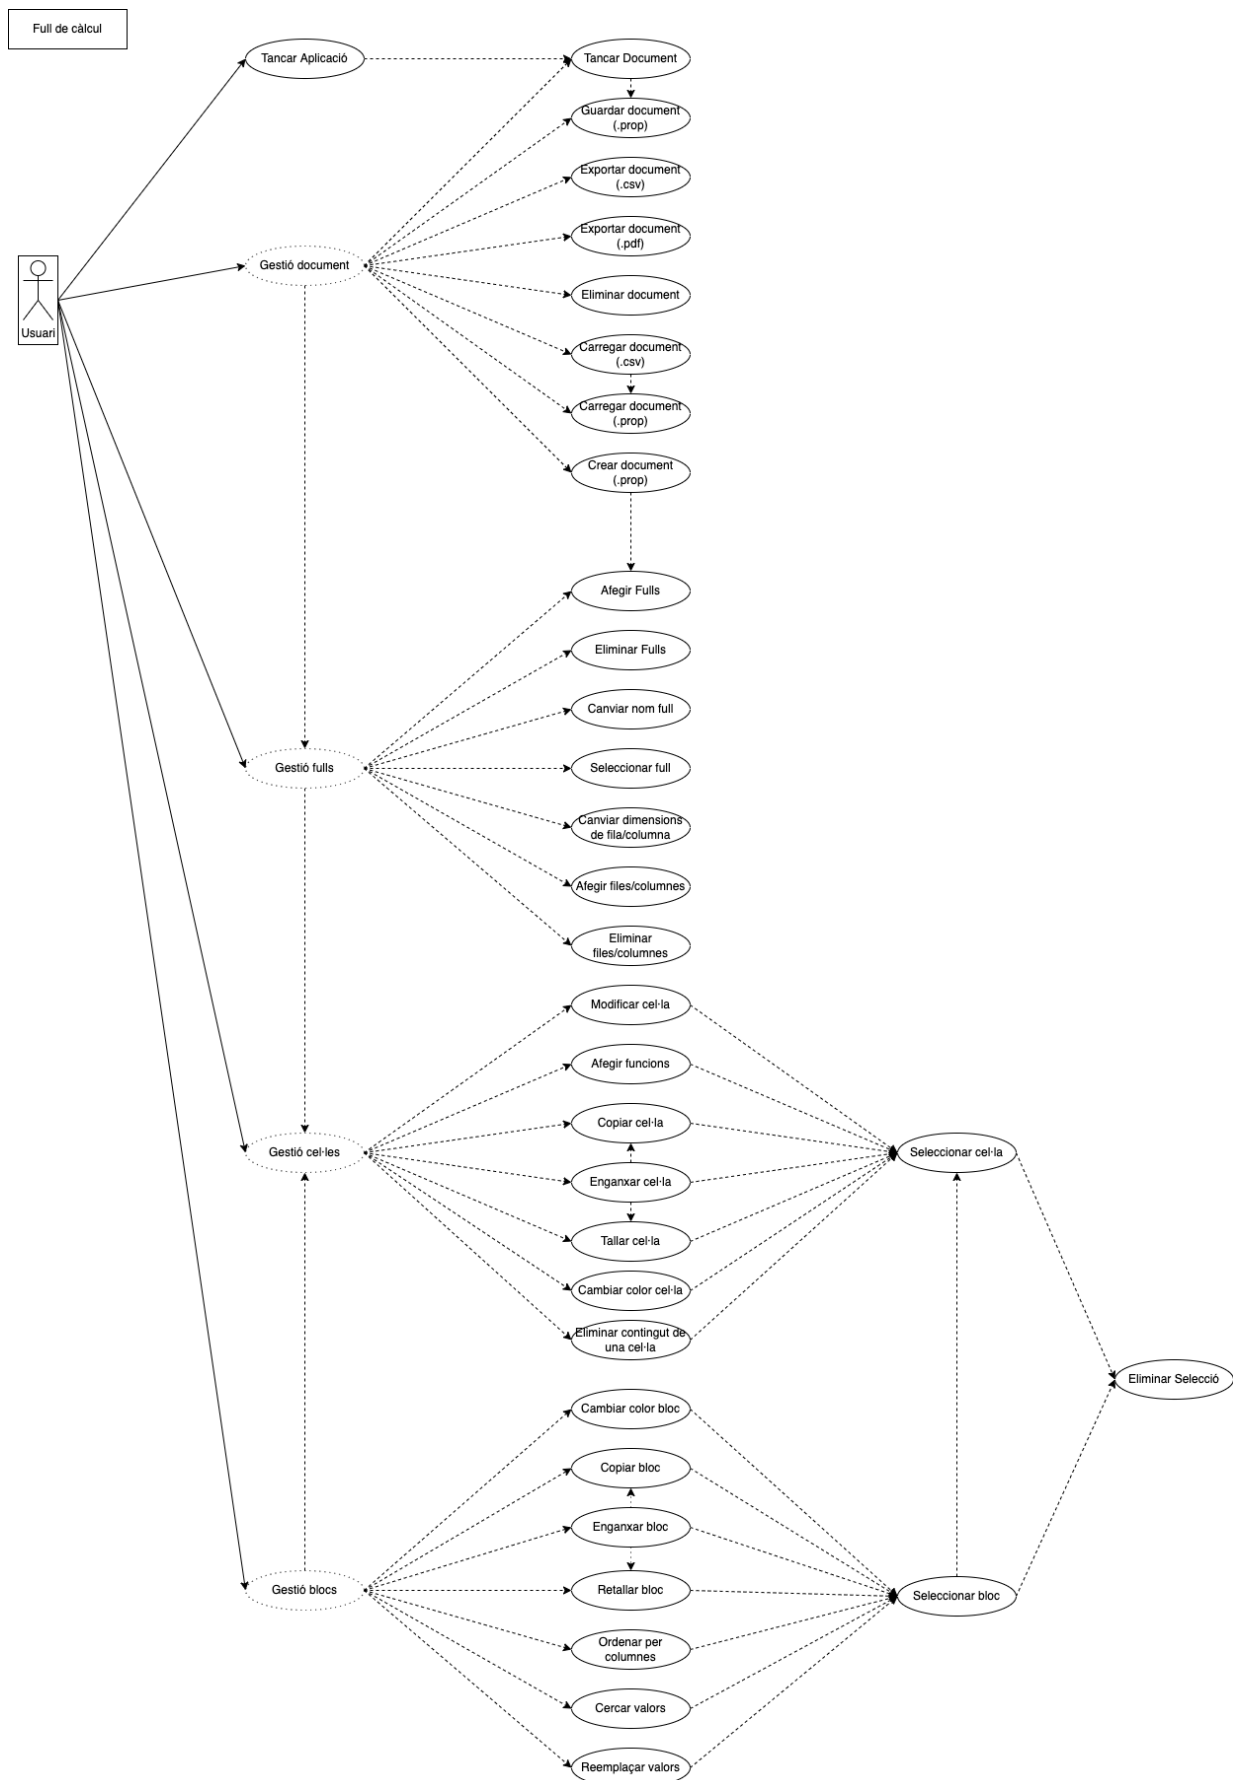 Full de càlcul
Tancar Aplicació
Tancar Document
Guardar document
(.prop)
Exportar document
(.csv)
Exportar document
(.pdf)
Gestió document
Eliminar document
Usuari
Carregar document
(.csv)
Carregar document
(.prop)
Crear document
(.prop)
Afegir Fulls
Eliminar Fulls
Canviar nom full
Gestió fulls
Seleccionar full
Canviar dimensions
de fila/columna
Afegir files/columnes
Eliminar
files/columnes
Modificar cel·la
Afegir funcions
Copiar cel·la
Gestió cel·les
Seleccionar cel·la
Enganxar cel·la
Tallar cel·la
Cambiar color cel·la
Eliminar contingut de
una cel·la
Eliminar Selecció
Cambiar color bloc
Copiar bloc
Enganxar bloc
Gestió blocs
Retallar bloc
Seleccionar bloc
Ordenar per
columnes
Cercar valors
Reemplaçar valors